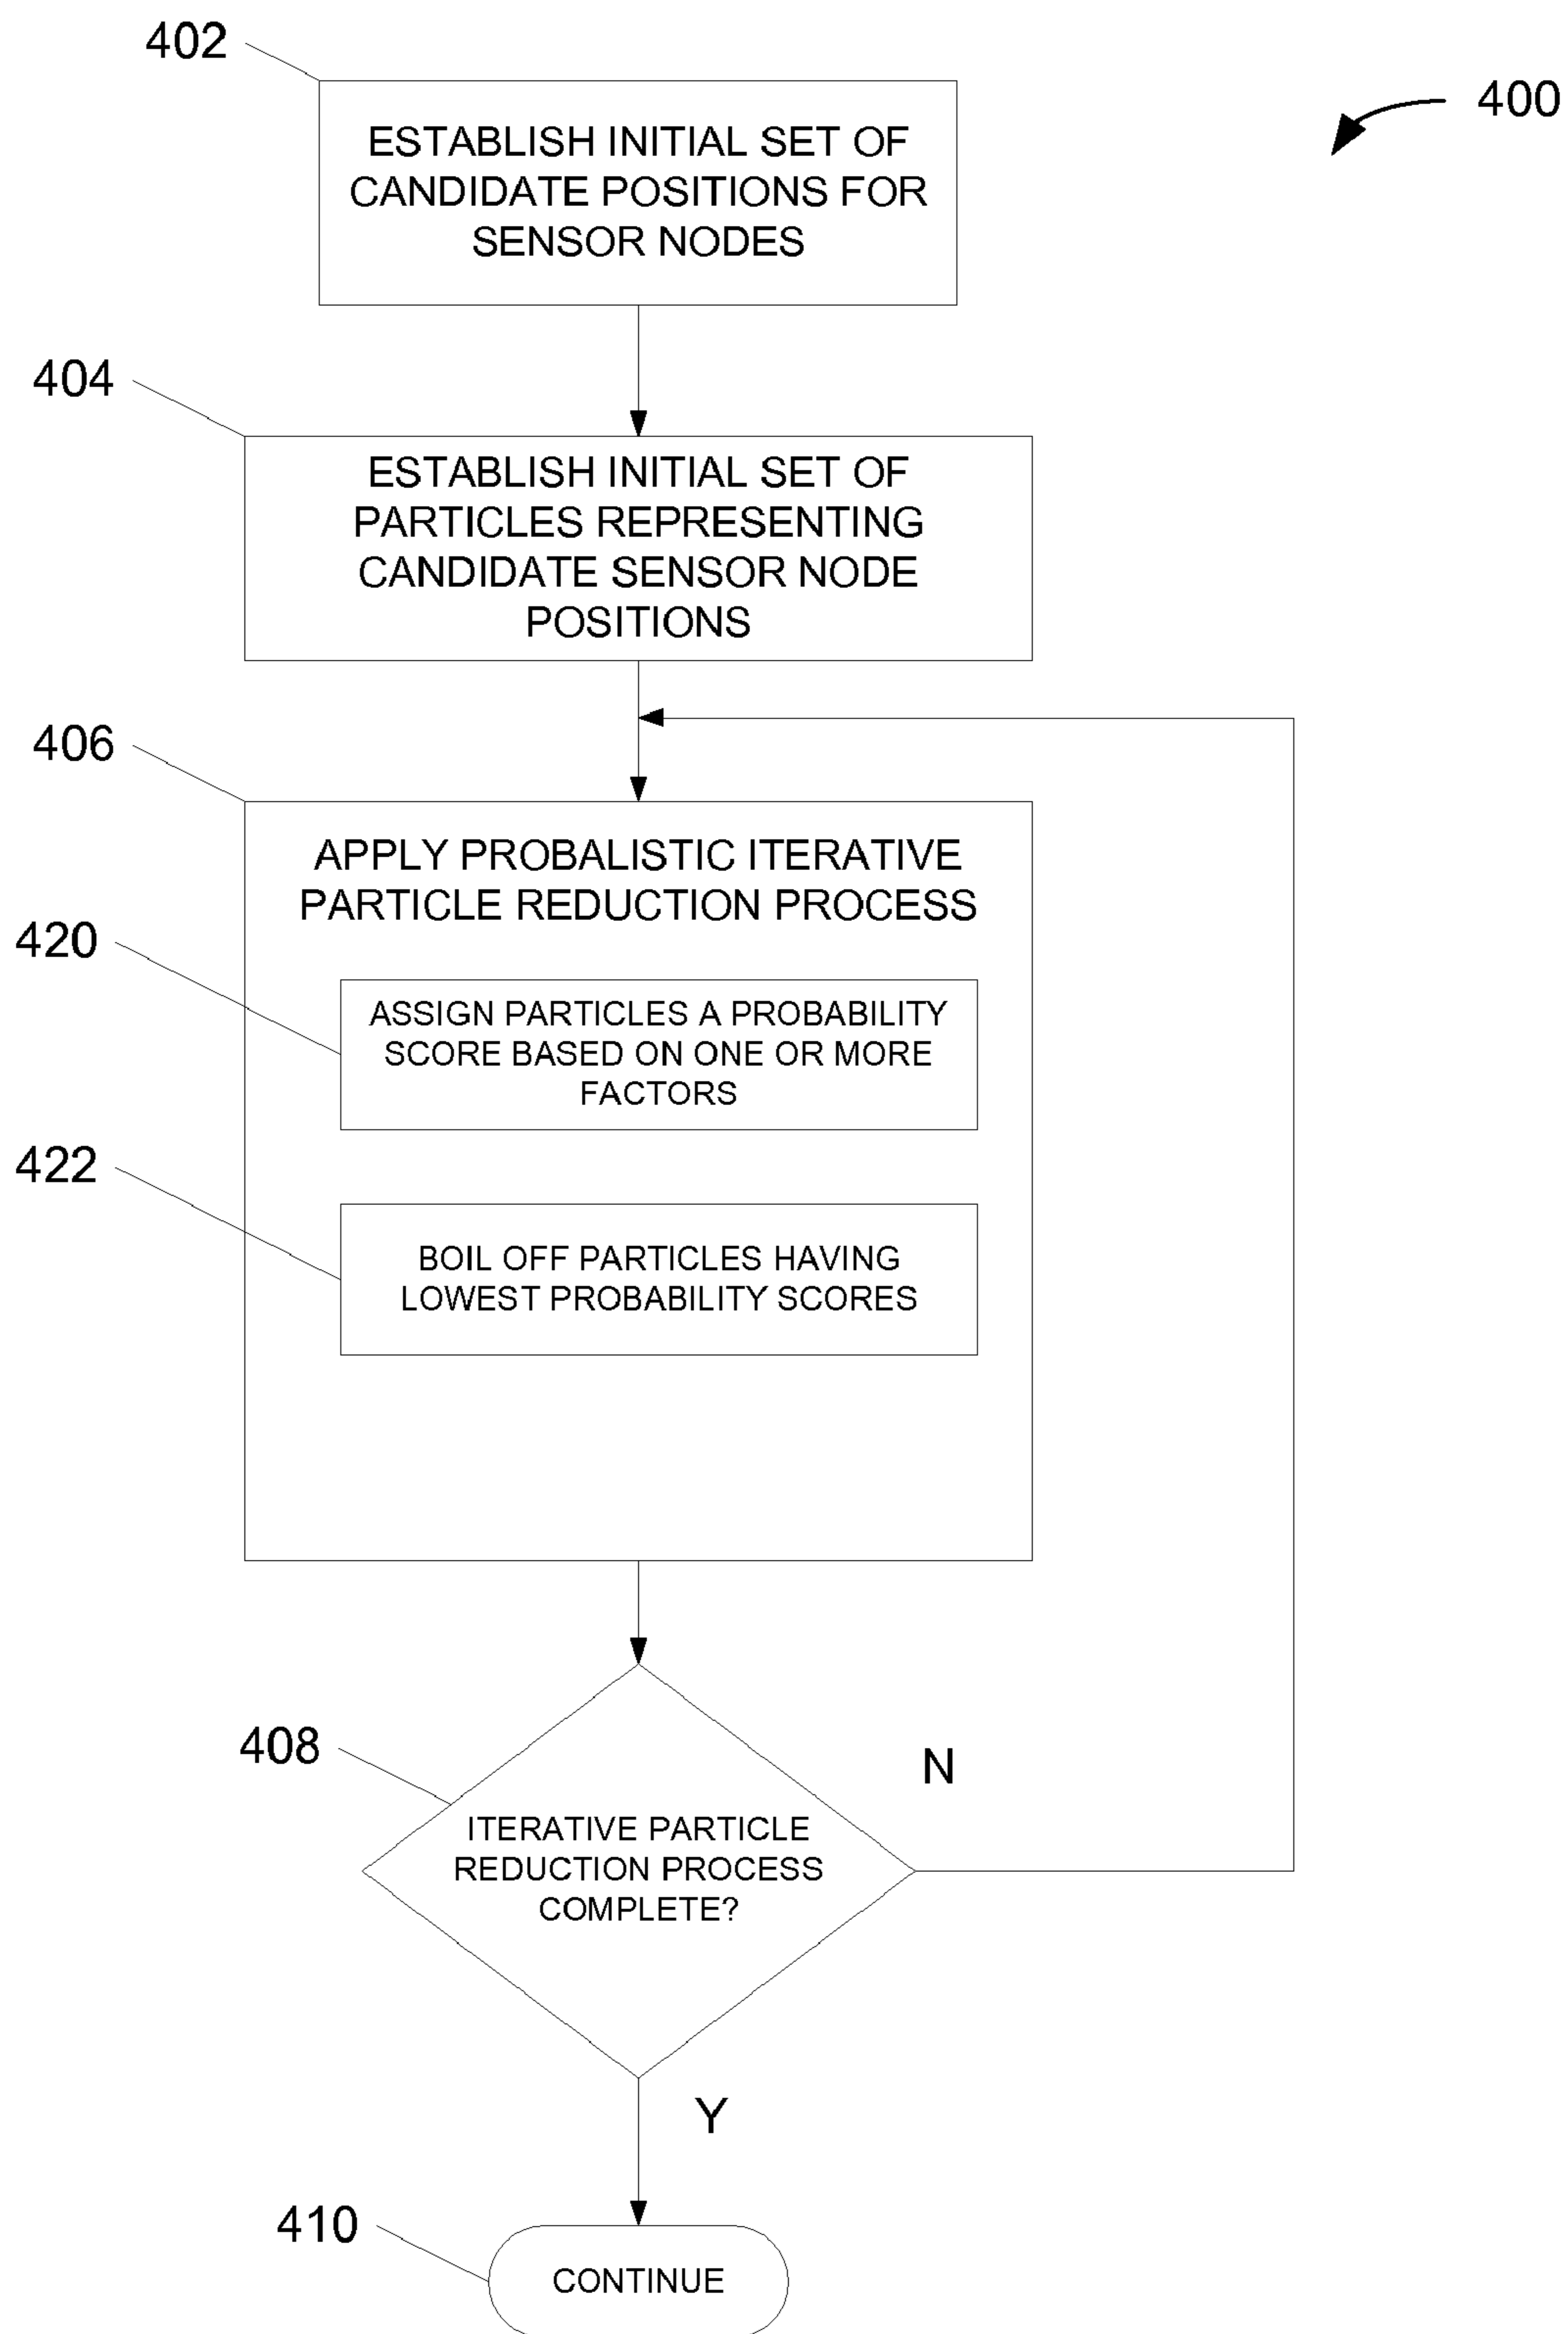 402
400
ESTABLISH INITIAL SET OF
CANDIDATE POSITIONS FOR
SENSOR NODES
404
ESTABLISH INITIAL SET OF
PARTICLES REPRESENTING
CANDIDATE SENSOR NODE
POSITIONS
406
APPLY PROBALISTIC ITERATIVE
PARTICLE REDUCTION PROCESS
420
ASSIGN PARTICLES A PROBABILITY
SCORE BASED ON ONE OR MORE
FACTORS
422
BOIL OFF PARTICLES HAVING
LOWEST PROBABILITY SCORES
408
N
ITERATIVE PARTICLE
REDUCTION PROCESS
COMPLETE?
Y
410
CONTINUE